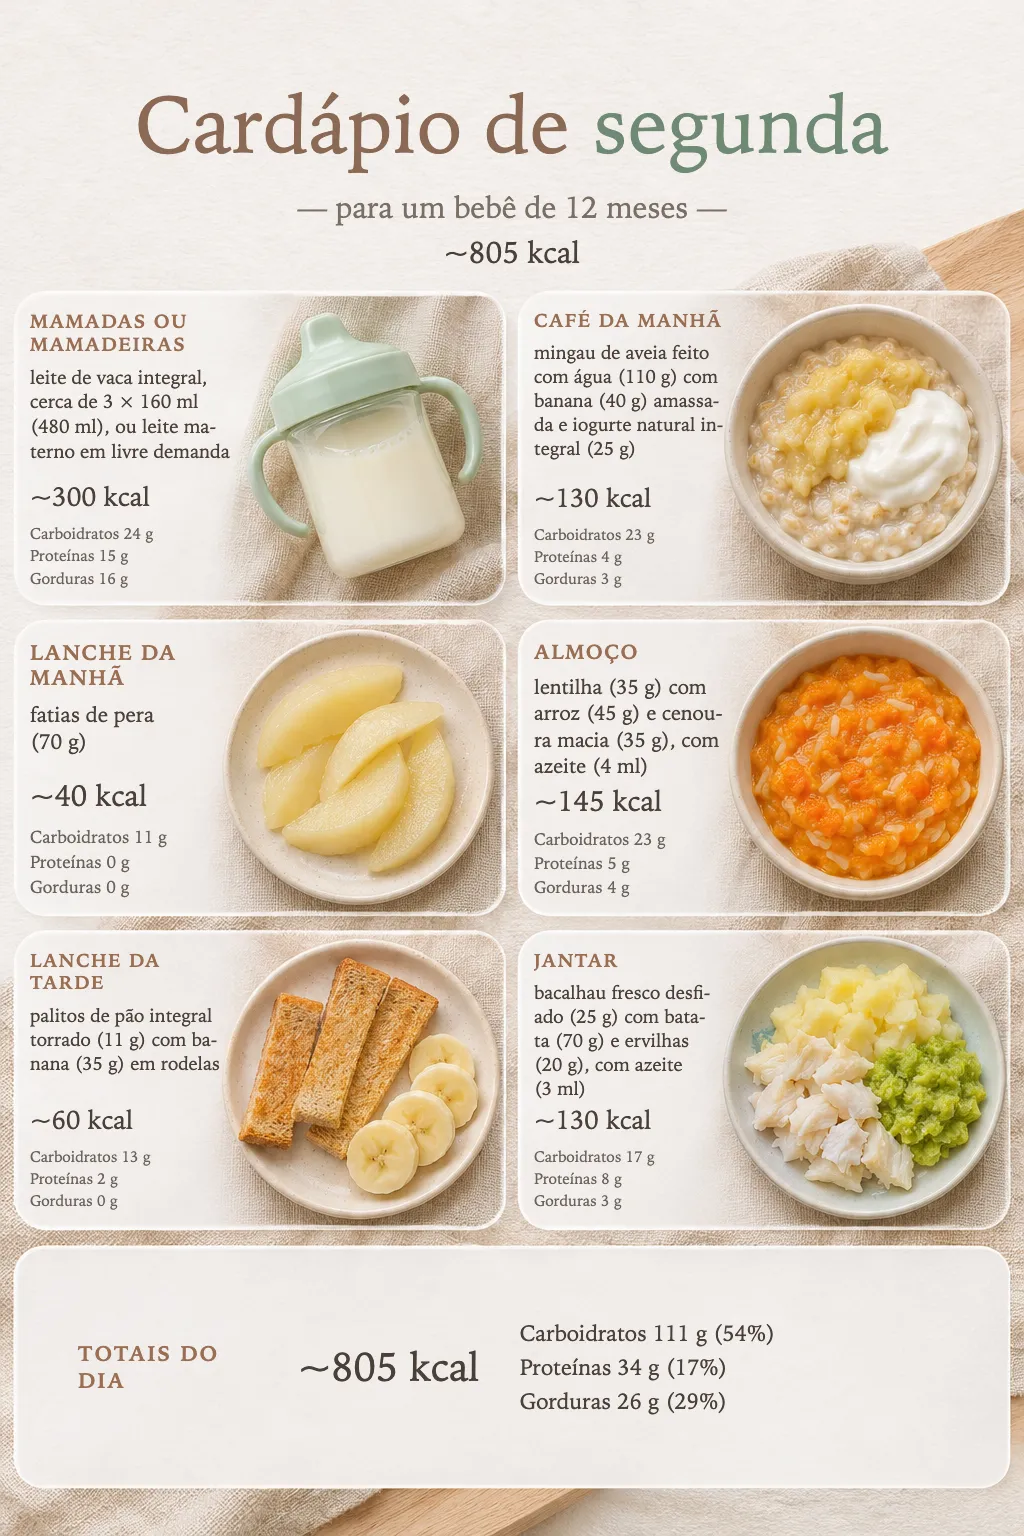 Cardápio de segunda
— para um bebê de 12 meses —
~805 kcal
MAMADAS OU
MAMADEIRAS
leite de vaca integral,
cerca de 3 × 160 ml
(480 ml), ou leite ma-
terno em livre demanda
~300 kcal
Carboidratos 24 g
Proteínas 15 g
Gorduras 16 g
CAFÉ DA MANHÃ
mingau de aveia feito
com água (110 g) com
banana (40 g) amassa-
da e iogurte natural in-
tegral (25 g)
~130 kcal
Carboidratos 23 g
Proteínas 4 g
Gorduras 3 g
LANCHE DA
MANHÃ
fatias de pera
(70 g)
~40 kcal
Carboidratos 11 g
Proteínas 0 g
Gorduras 0 g
ALMOÇO
lentilha (35 g) com
arroz (45 g) e cenou-
ra macia (35 g), com
azeite (4 ml)
~145 kcal
Carboidratos 23 g
Proteínas 5 g
Gorduras 4 g
LANCHE DA
TARDE
palitos de pão integral
torrado (11 g) com ba-
nana (35 g) em rodelas
~60 kcal
Carboidratos 13 g
Proteínas 2 g
Gorduras 0 g
JANTAR
bacalhau fresco desfi-
ado (25 g) com bata-
ta (70 g) e ervilhas
(20 g), com azeite
(3 ml)
~130 kcal
Carboidratos 17 g
Proteínas 8 g
Gorduras 3 g
TOTAIS DO
DIA
~805 kcal
Carboidratos 111 g (54%)
Proteínas 34 g (17%)
Gorduras 26 g (29%)